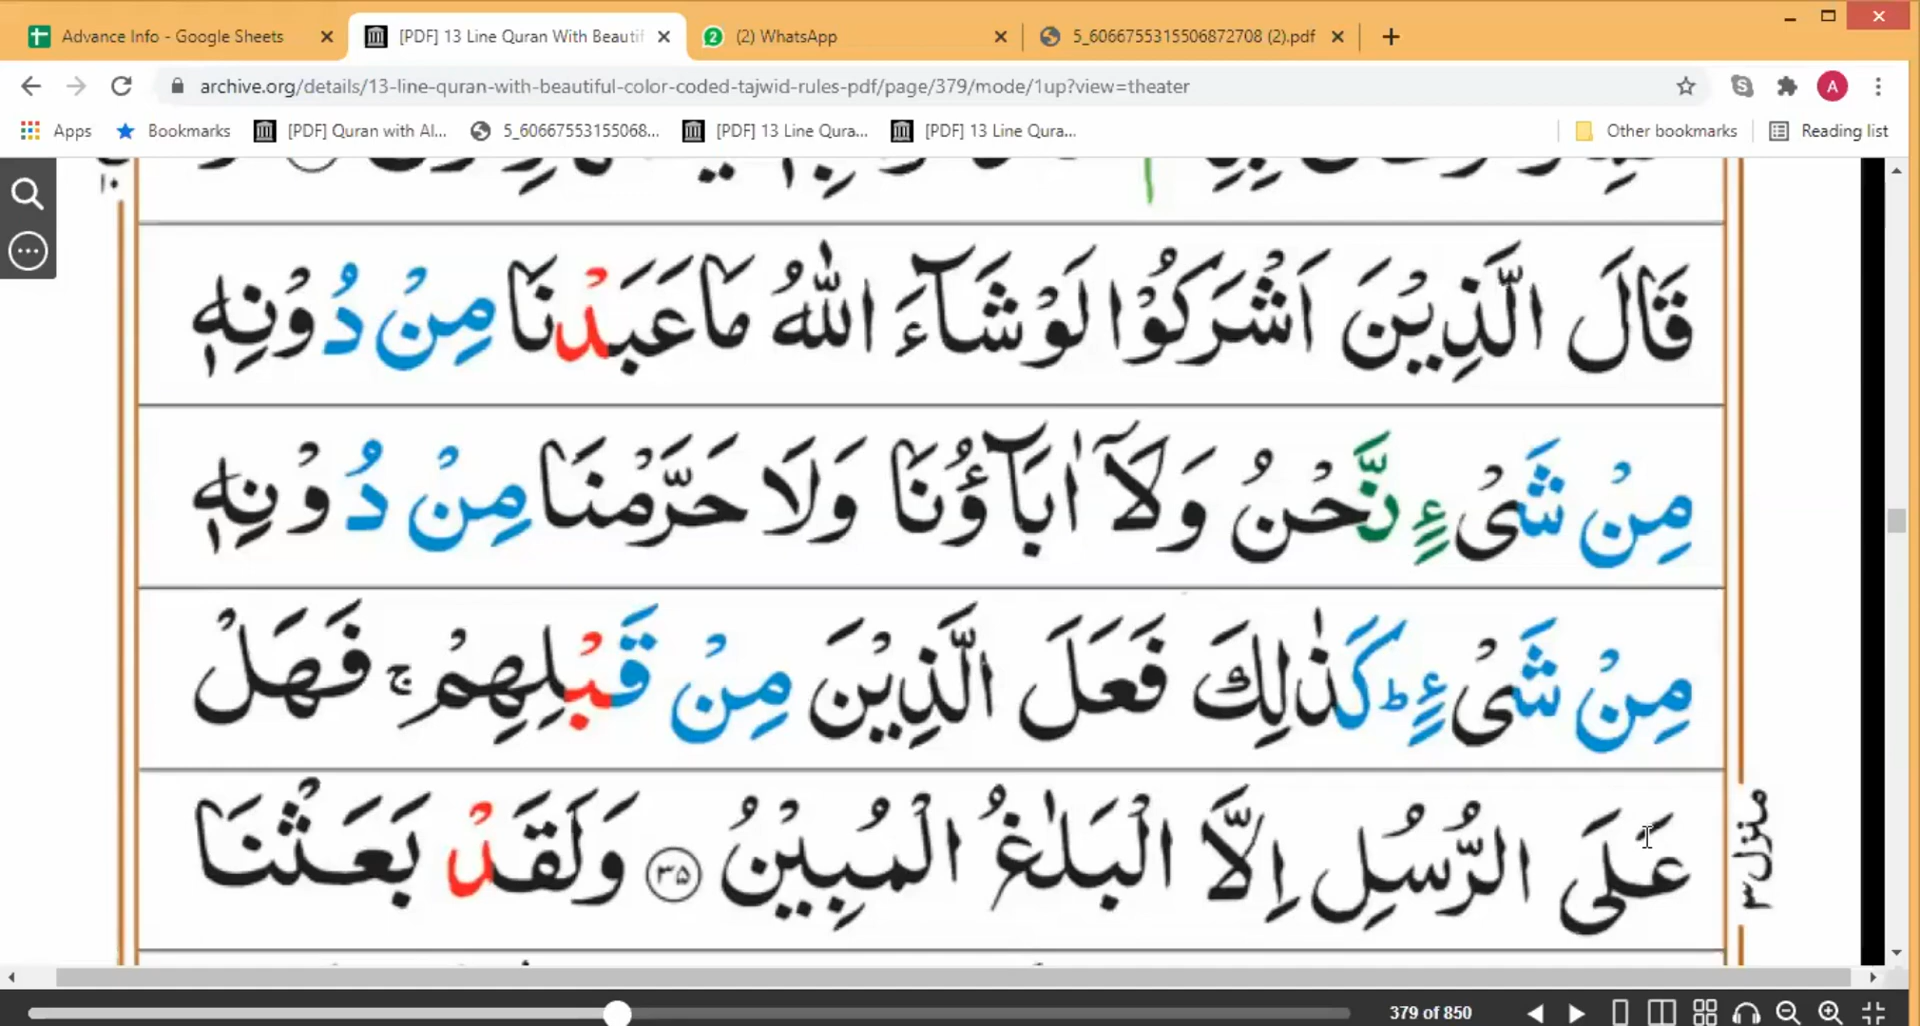 Advance Info - Google Sheets
[PDF] 13 Line Quran With Beautif
(2) WhatsApp
5_6066755315506872708 (2).pdf
archive.org/details/13-line-quran-with-beautiful-color-coded-tajwid-rules-pdf/page/379/mode/1up?view=theater
A
Apps
Bookmarks
[PDF] Quran with Al...
5_60667553155068...
[PDF] 13 Line Qura...
[PDF] 13 Line Qura...
Other bookmarks
Reading list
قَالَ الَّذِيْنَ اَشْرَكُوْا لَوْ شَآءَ اللّٰهُ مَا عَبَدْنَا مِنْ دُوْنِهٖ
مِنْ شَىْءٍ نَّحْنُ وَلَآ اٰبَآؤُنَا وَلَا حَرَّمْنَا مِنْ دُوْنِهٖ
مِنْ شَىْءٍ ؕ كَذٰلِكَ فَعَلَ الَّذِيْنَ مِنْ قَبْلِهِمْ ۚ فَهَلْ
عَلَى الرُّسُلِ اِلَّا الْبَلٰغُ الْمُبِيْنُ ۳۵ وَلَقَدْ بَعَثْنَا
منزل ۳
379 of 850